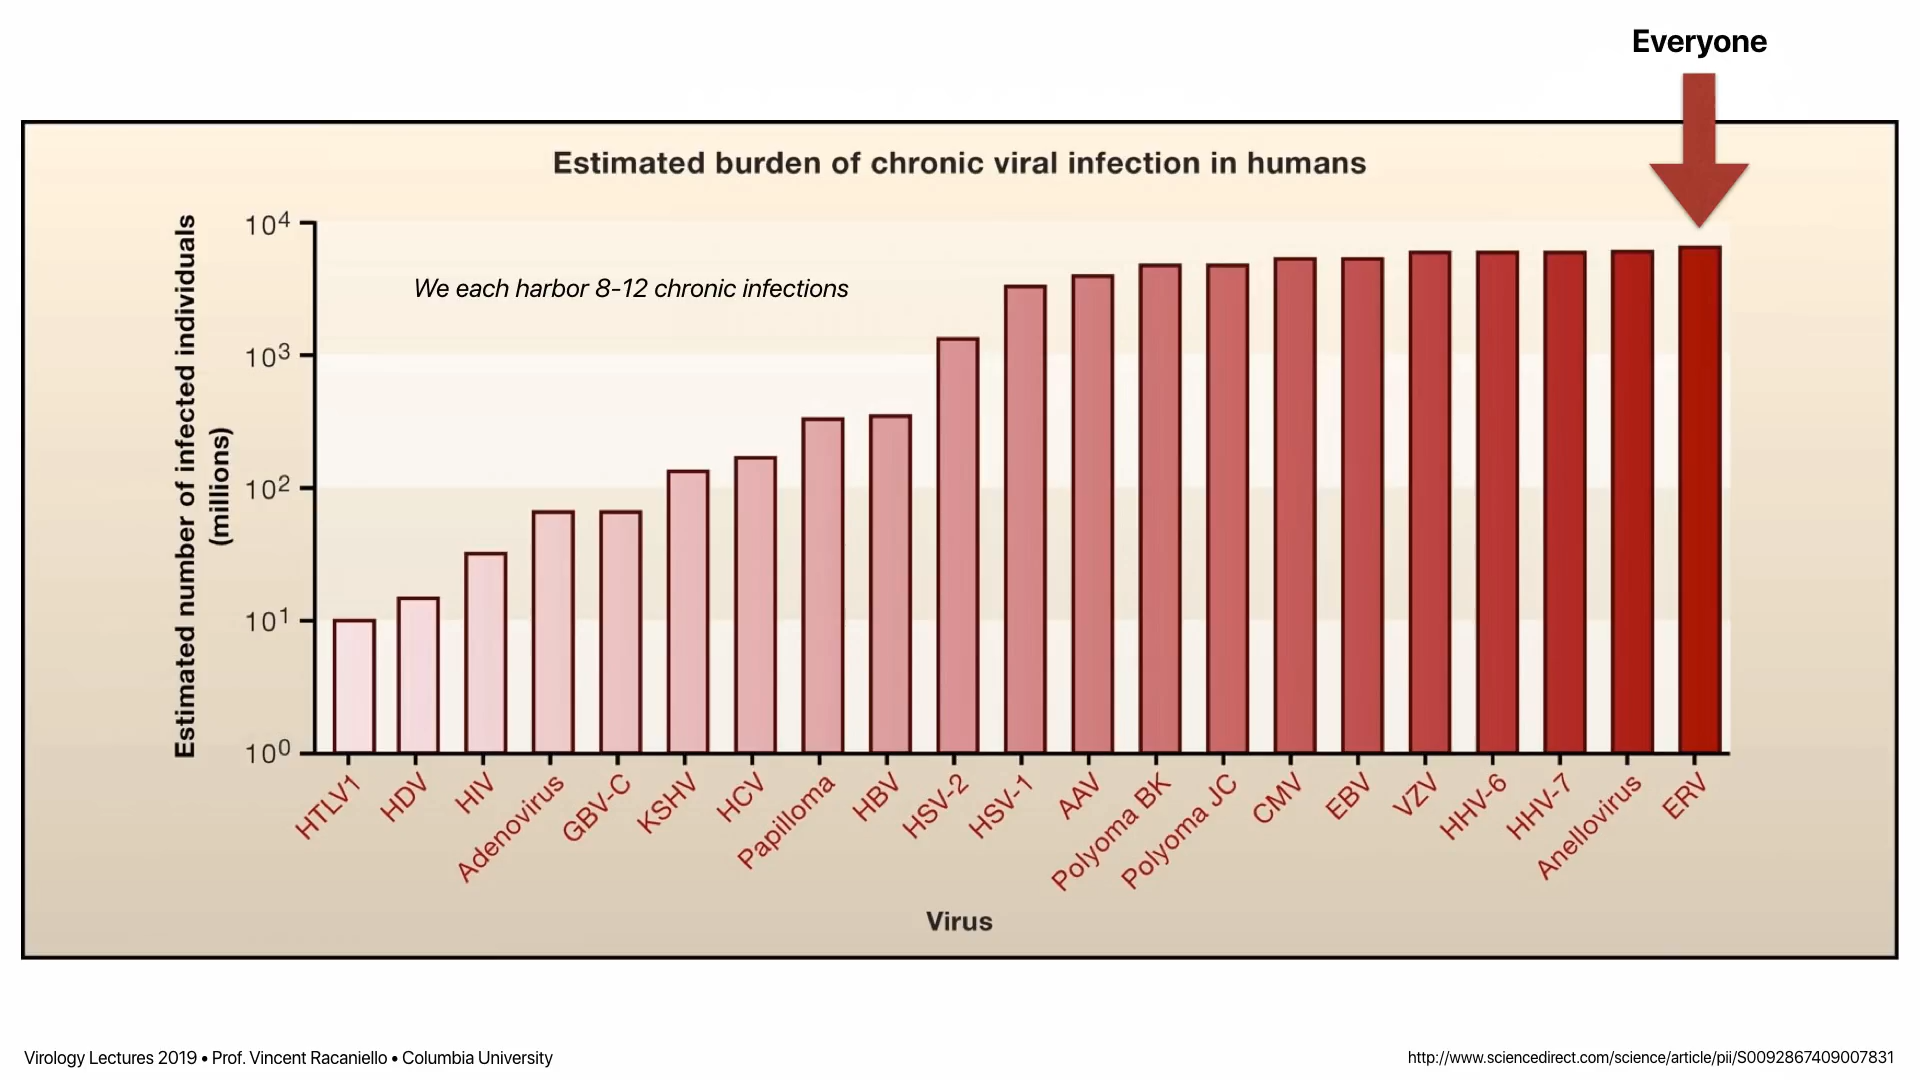 Everyone
Estimated burden of chronic viral infection in humans
Estimated number of infected individuals
(millions)
10⁴
10³
10²
10¹
10⁰
We each harbor 8-12 chronic infections
HTLV1
HDV
HIV
Adenovirus
GBV-C
KSHV
HCV
Papilloma
HBV
HSV-2
HSV-1
AAV
Polyoma BK
Polyoma JC
CMV
EBV
VZV
HHV-6
HHV-7
Anellovirus
ERV
Virus
Virology Lectures 2019 • Prof. Vincent Racaniello • Columbia University
http://www.sciencedirect.com/science/article/pii/S0092867409007831